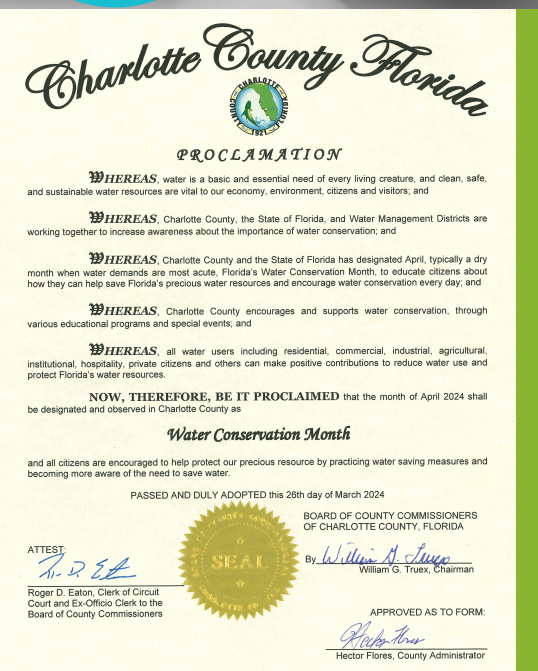 Charlotte County Florida
CHARLOTTE
COUNTY FLORIDA
1921
PROCLAMATION
WHEREAS, water is a basic and essential need of every living creature, and clean, safe,
and sustainable water resources are vital to our economy, environment, citizens and visitors; and
WHEREAS, Charlotte County, the State of Florida, and Water Management Districts are
working together to increase awareness about the importance of water conservation; and
WHEREAS, Charlotte County and the State of Florida has designated April, typically a dry
month when water demands are most acute, Florida's Water Conservation Month, to educate citizens about
how they can help save Florida's precious water resources and encourage water conservation every day; and
WHEREAS, Charlotte County encourages and supports water conservation, through
various educational programs and special events; and
WHEREAS, all water users including residential, commercial, industrial, agricultural,
institutional, hospitality, private citizens and others can make positive contributions to reduce water use and
protect Florida's water resources.
NOW, THEREFORE, BE IT PROCLAIMED that the month of April 2024 shall
be designated and observed in Charlotte County as
Water Conservation Month
and all citizens are encouraged to help protect our precious resource by practicing water saving measures and
becoming more aware of the need to save water.
PASSED AND DULY ADOPTED this 26th day of March 2024
BOARD OF COUNTY COMMISSIONERS
OF CHARLOTTE COUNTY, FLORIDA
ATTEST:
SEAL
By William G. Truex
William G. Truex, Chairman
Roger D. Eaton, Clerk of Circuit
Court and Ex-Officio Clerk to the
Board of County Commissioners
APPROVED AS TO FORM:
Hector Flores
Hector Flores, County Administrator